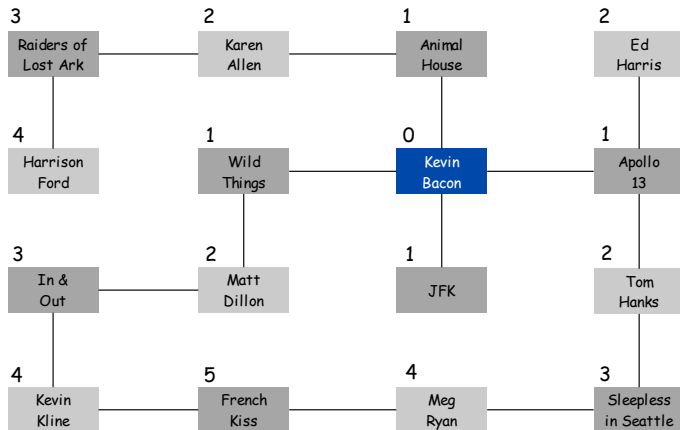 3
Raiders of
Lost Ark
2
Karen
Allen
1
Animal
House
2
Ed
Harris
4
Harrison
Ford
1
Wild
Things
0
Kevin
Bacon
1
Apollo
13
3
In &
Out
2
Matt
Dillon
1
JFK
2
Tom
Hanks
4
Kevin
Kline
5
French
Kiss
4
Meg
Ryan
3
Sleepless
in Seattle